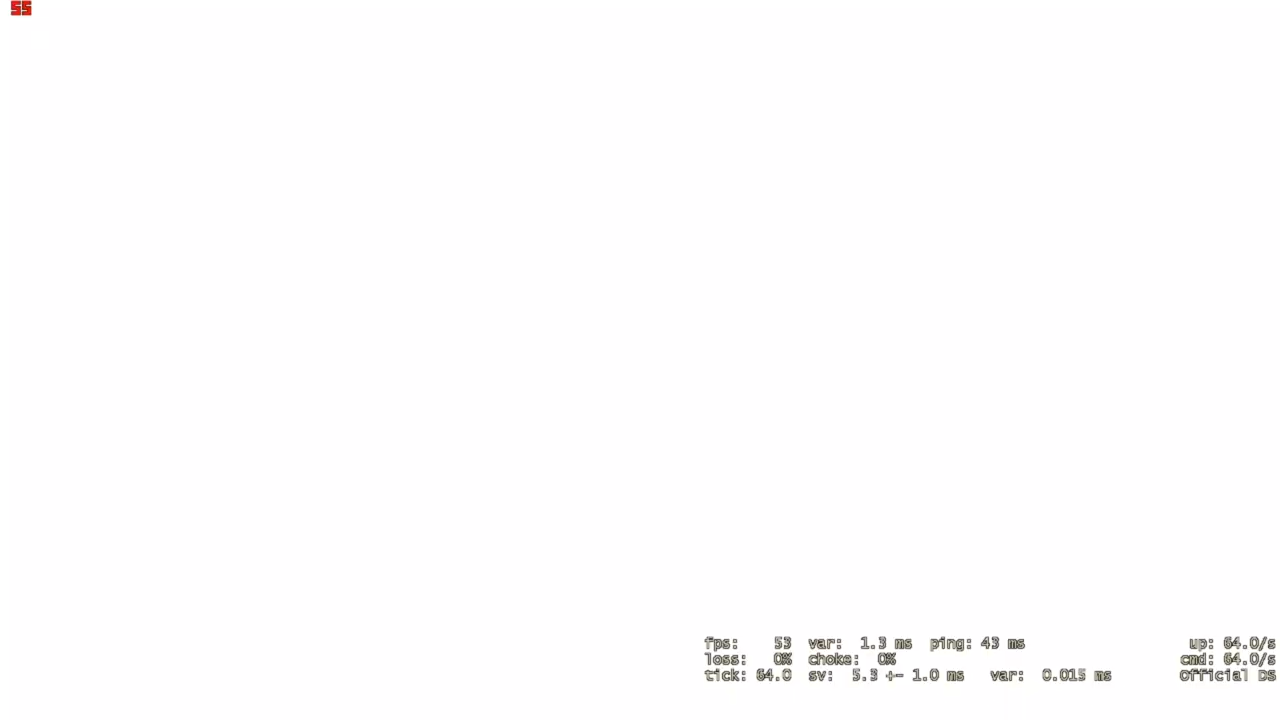 55
fps: 53 var: 1.3 ms ping: 43 ms up: 64.0/s
loss: 0% choke: 0% cmd: 64.0/s
tick: 64.0 sv: 5.3 +- 1.0 ms var: 0.015 ms Official DS